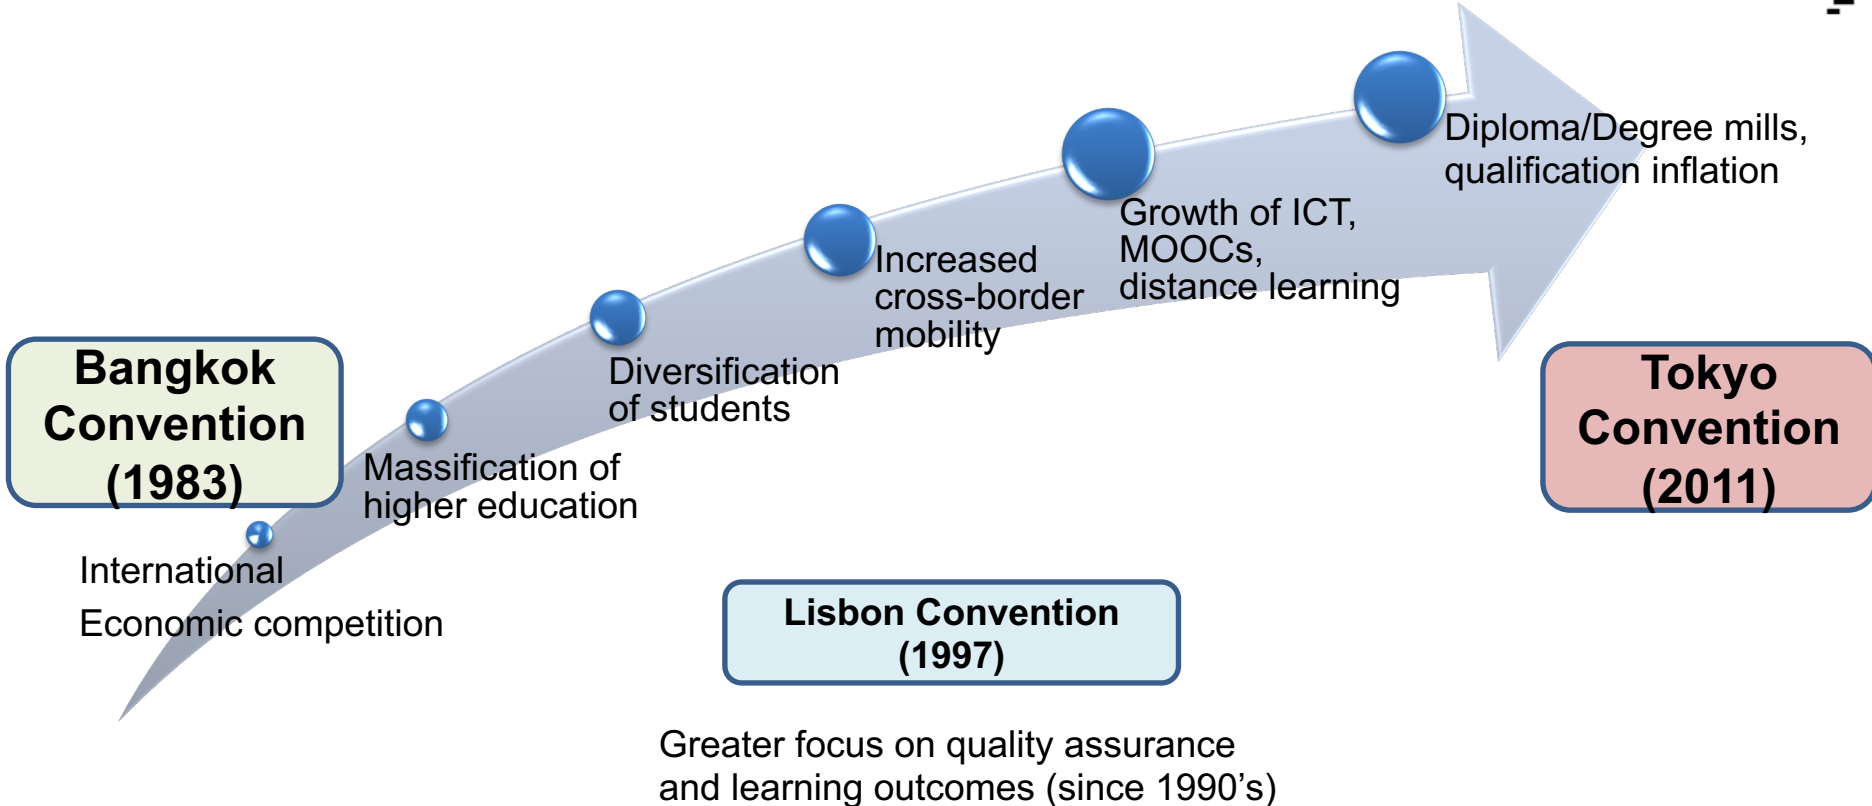 Bangkok
Convention
(1983)
International
Economic competition
Massification of
higher education
Diversification
of students
Increased
cross-border
mobility
Growth of ICT,
MOOCs,
distance learning
Diploma/Degree mills,
qualification inflation
Tokyo
Convention
(2011)
Lisbon Convention
(1997)
Greater focus on quality assurance
and learning outcomes (since 1990’s)